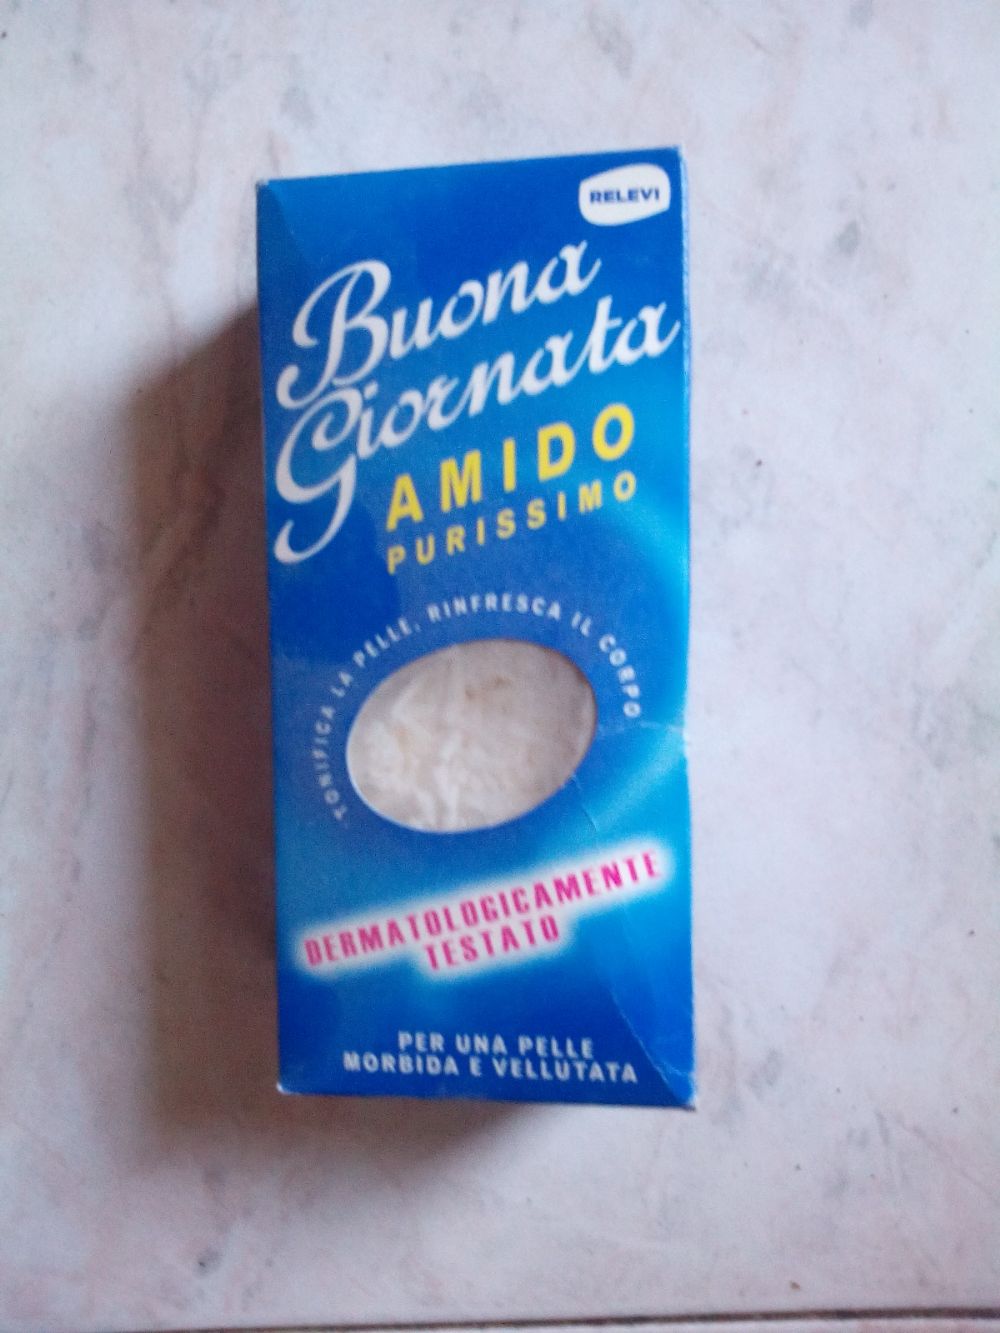 RELEVI
Buona
Giornata
AMIDO
PURISSIMO
TONIFICA LA PELLE, RINFRESCA IL CORPO
DERMATOLOGICAMENTE
TESTATO
PER UNA PELLE
MORBIDA E VELLUTATA